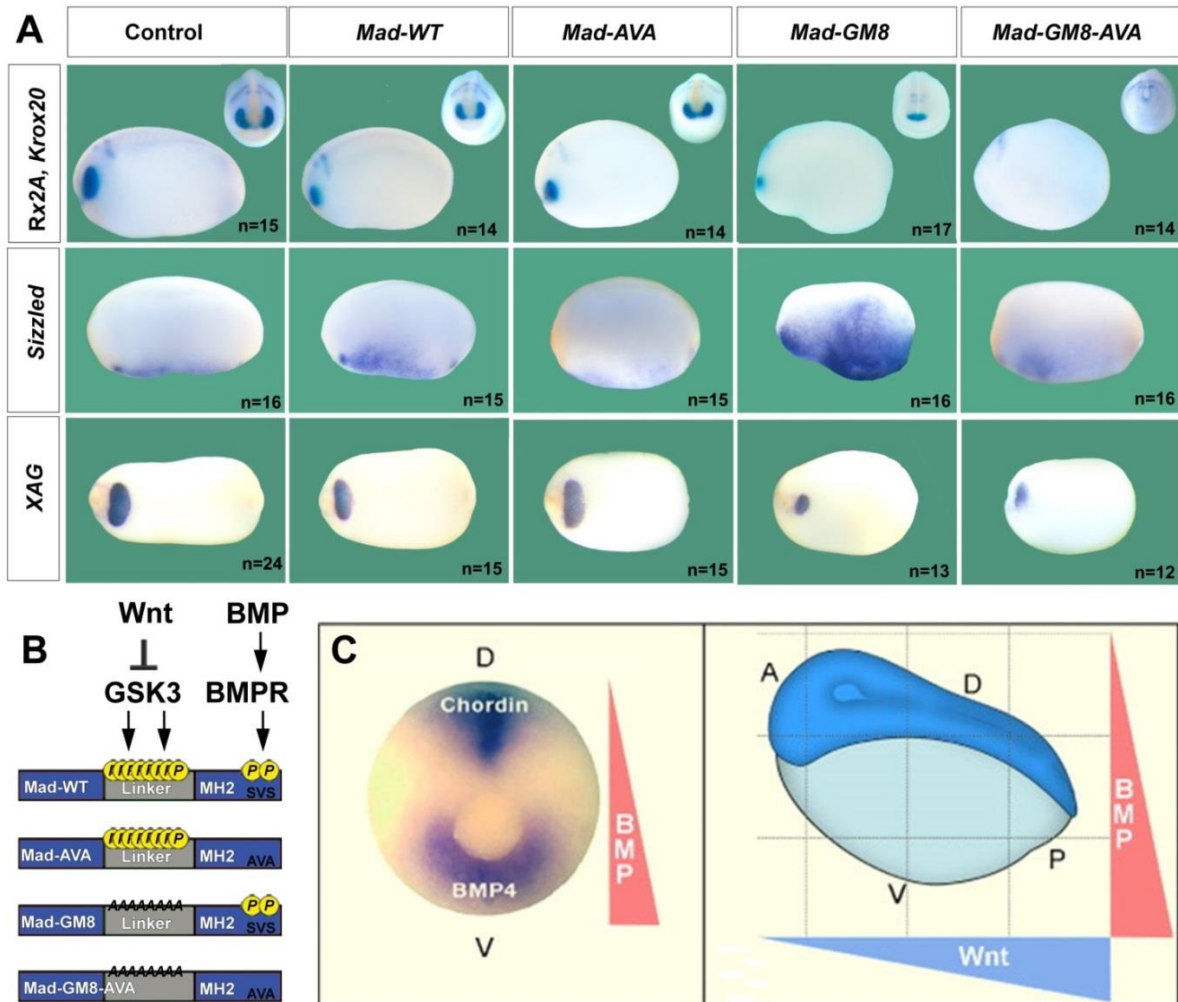 A
Control
Mad-WT
Mad-AVA
Mad-GM8
Mad-GM8-AVA
Rx2A, Krox20
n=15
n=14
n=14
n=17
n=14
Sizzled
n=16
n=15
n=15
n=16
n=16
XAG
n=24
n=15
n=15
n=13
n=12
B
Wnt
BMP
GSK3
BMPR
P
P P
Mad-WT
Linker
MH2
SVS
P
Mad-AVA
Linker
MH2
AVA
AAAAAAAA
P P
Mad-GM8
Linker
MH2
SVS
AAAAAAAA
Mad-GM8-AVA
Linker
MH2
AVA
C
D
Chordin
BMP4
V
BMP
A
D
P
V
BMP
Wnt